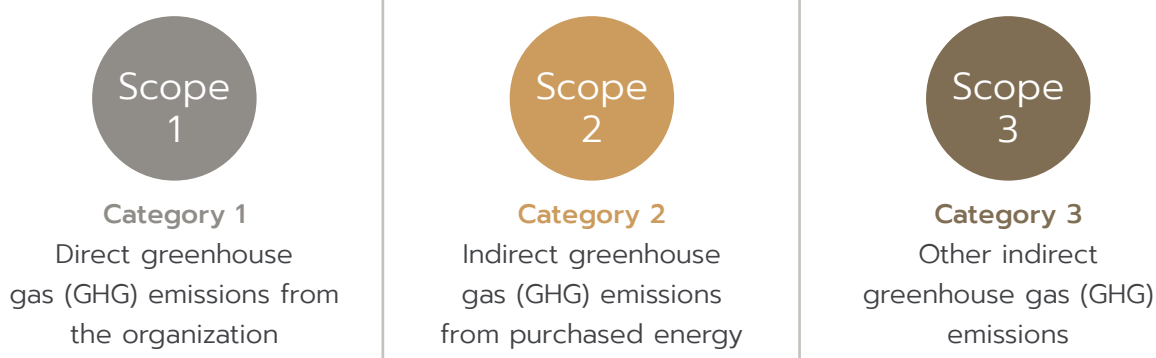 Scope
1
Category 1
Direct greenhouse
gas (GHG) emissions from
the organization
Scope
2
Category 2
Indirect greenhouse
gas (GHG) emissions
from purchased energy
Scope
3
Category 3
Other indirect
greenhouse gas (GHG)
emissions